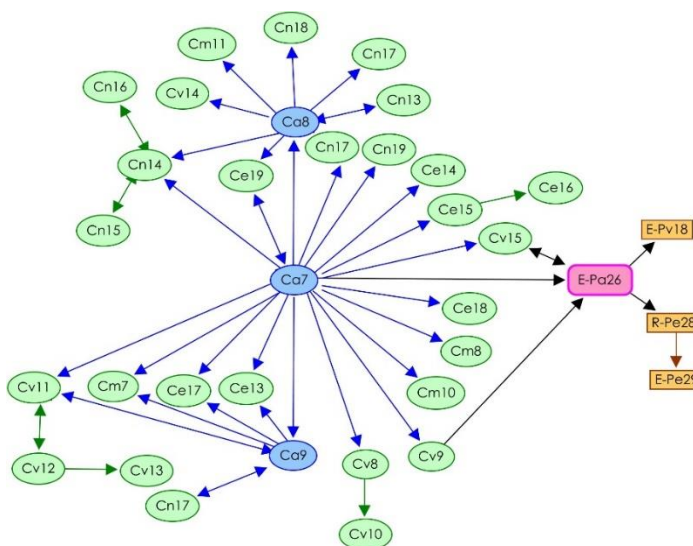 Cn18
Cm11
Cn17
Cn16
Cv14
Cn13
Ca8
Cn17
Cn19
Cn14
Ce19
Ce14
Ce15
Ce16
Cn15
Cv15
E-Pv18
Ca7
E-Pa26
Ce18
R-Pe28
Cm8
E-Pe29
Cv11
Cm7
Ce17
Ce13
Cm10
Cv12
Cv13
Ca9
Cv8
Cv9
Cn17
Cv10